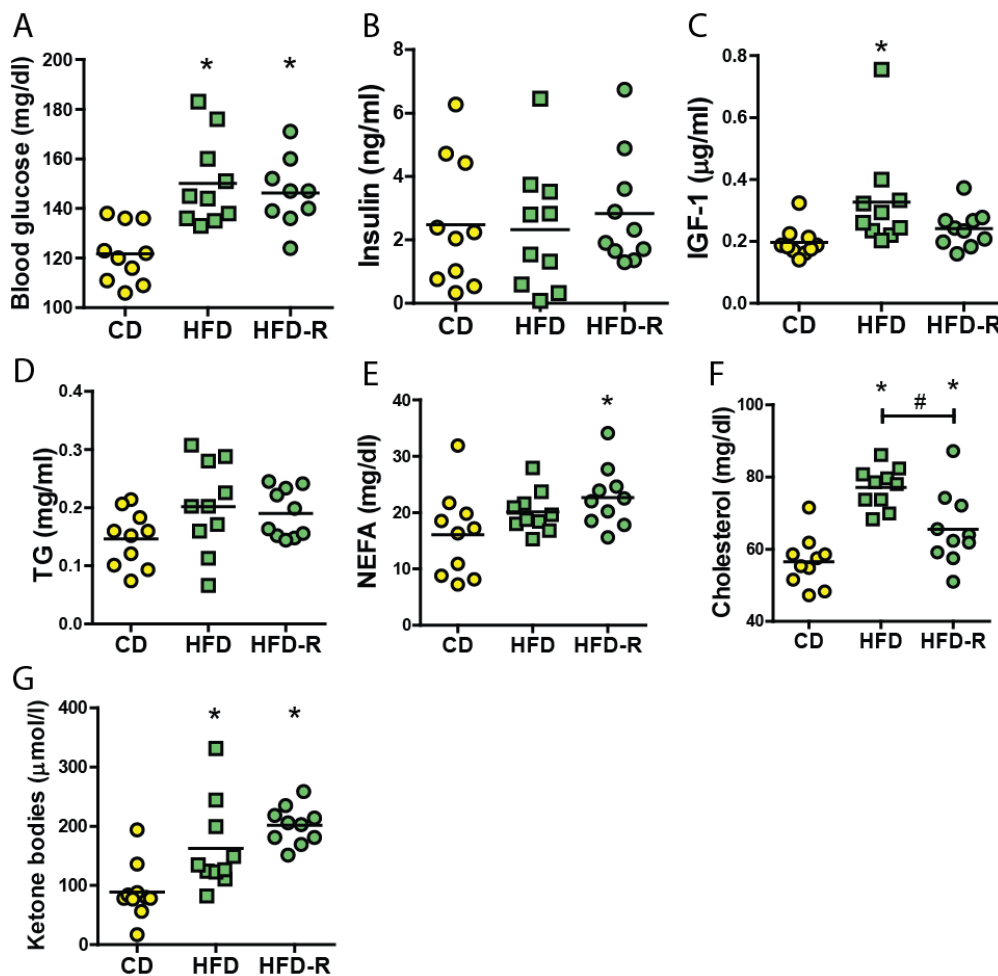 A
Blood glucose (mg/dl)
200
180
160
140
120
100
* *
CD HFD HFD-R
B
Insulin (ng/ml)
8
6
4
2
0
CD HFD HFD-R
C
IGF-1 (μg/ml)
0.8
0.6
0.4
0.2
0.0
*
CD HFD HFD-R
D
TG (mg/ml)
0.4
0.3
0.2
0.1
0.0
CD HFD HFD-R
E
NEFA (mg/dl)
40
30
20
10
0
*
CD HFD HFD-R
F
Cholesterol (mg/dl)
100
80
60
40
* *
#
CD HFD HFD-R
G
Ketone bodies (μmol/l)
400
300
200
100
0
* *
CD HFD HFD-R